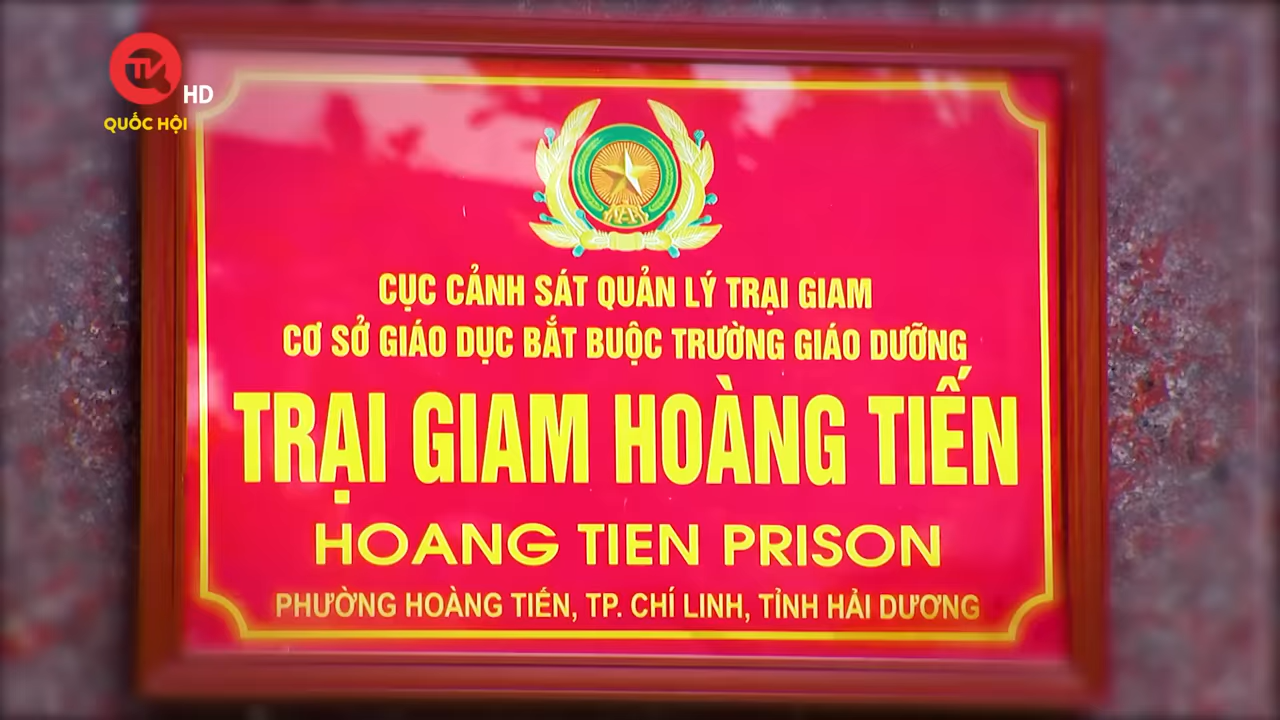 TV
HD
QUỐC HỘI
CỤC CẢNH SÁT QUẢN LÝ TRẠI GIAM
CƠ SỞ GIÁO DỤC BẮT BUỘC TRƯỜNG GIÁO DƯỠNG
TRẠI GIAM HOÀNG TIẾN
HOANG TIEN PRISON
PHƯỜNG HOÀNG TIẾN, TP. CHÍ LINH, TỈNH HẢI DƯƠNG